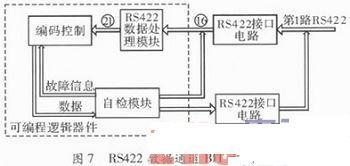 编码控制
㉑
RS422
数据处
理模块
⑯
RS422接口
电路
第1路RS422
故障信息
数据
自检模块
RS422接口
电路
可编程逻辑器件
图 7 RS422